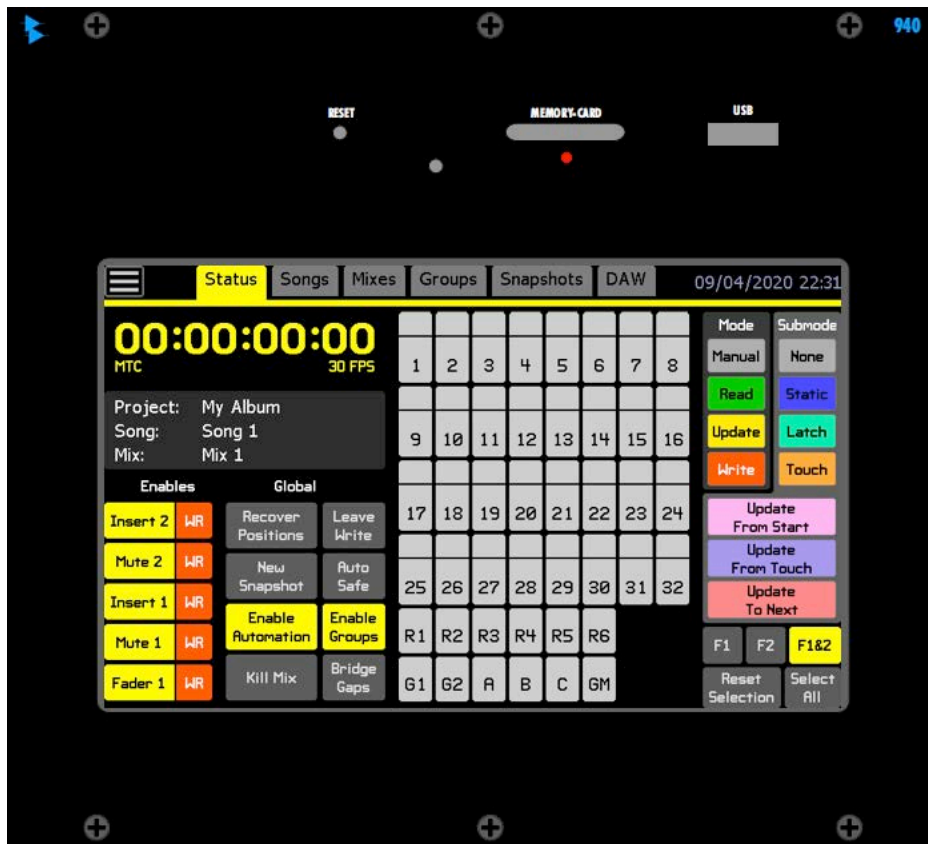 940
RESET
MEMORY-CARD
USB
Status Songs Mixes Groups Snapshots DAW 09/04/2020 22:31
00:00:00:00
MTC 30 FPS
Project: My Album
Song: Song 1
Mix: Mix 1
Enables Global
Insert 2 WR
Mute 2 WR
Insert 1 WR
Mute 1 WR
Fader 1 WR
Recover
Positions
Leave
Write
New
Snapshot
Auto
Safe
Enable
Automation
Enable
Groups
Kill Mix
Bridge
Gaps
1 2 3 4 5 6 7 8
9 10 11 12 13 14 15 16
17 18 19 20 21 22 23 24
25 26 27 28 29 30 31 32
R1 R2 R3 R4 R5 R6
G1 G2 A B C GM
Mode Submode
Manual None
Read Static
Update Latch
Write Touch
Update
From Start
Update
From Touch
Update
To Next
F1 F2 F1&2
Reset
Selection
Select
All